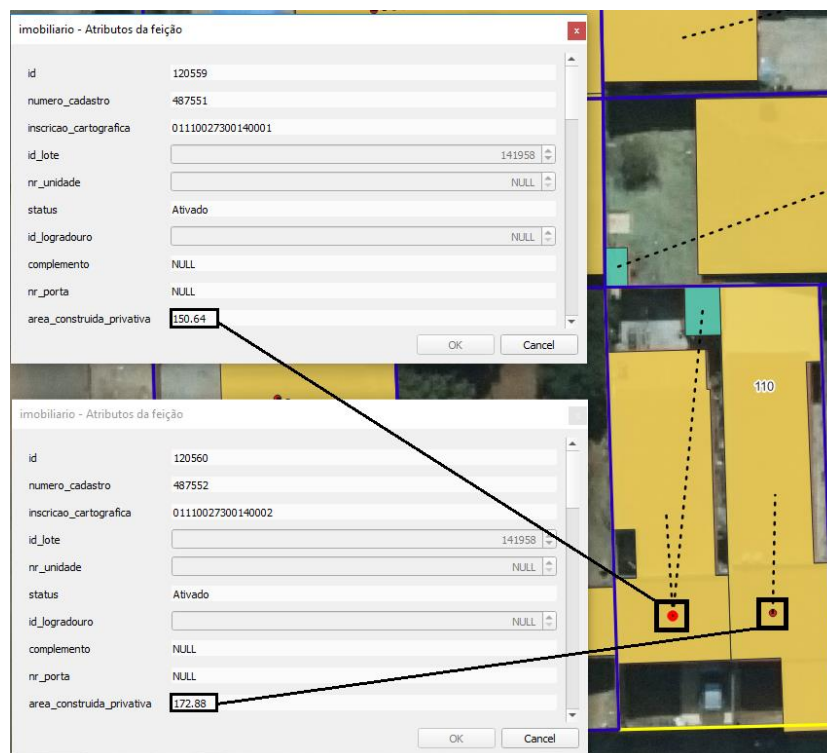 imobiliario - Atributos da feição
x
id 120559
numero_cadastro 487551
inscricao_cartografica 01110027300140001
id_lote 141958
nr_unidade NULL
status Ativado
id_logradouro NULL
complemento NULL
nr_porta NULL
area_construida_privativa 150.64
OK Cancel
110
imobiliario - Atributos da feição
id 120560
numero_cadastro 487552
inscricao_cartografica 01110027300140002
id_lote 141958
nr_unidade NULL
status Ativado
id_logradouro NULL
complemento NULL
nr_porta NULL
area_construida_privativa 172.88
OK Cancel